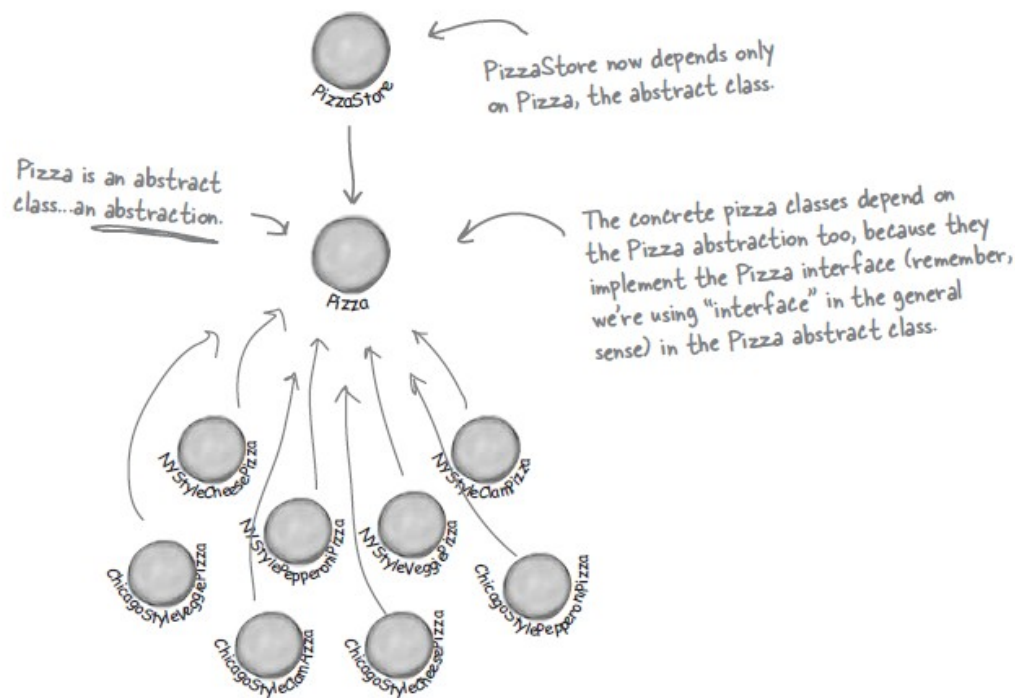 PizzaStore
PizzaStore now depends only
on Pizza, the abstract class.
Pizza is an abstract
class...an abstraction.
Pizza
The concrete pizza classes depend on
the Pizza abstraction too, because they
implement the Pizza interface (remember,
we're using "interface" in the general
sense) in the Pizza abstract class.
NYStyleCheesePizza
NYStyleClamPizza
NYStylePepperoniPizza
NYStyleVeggiePizza
ChicagoStyleVeggiePizza
ChicagoStylePepperoniPizza
ChicagoStyleClamPizza
ChicagoStyleCheesePizza